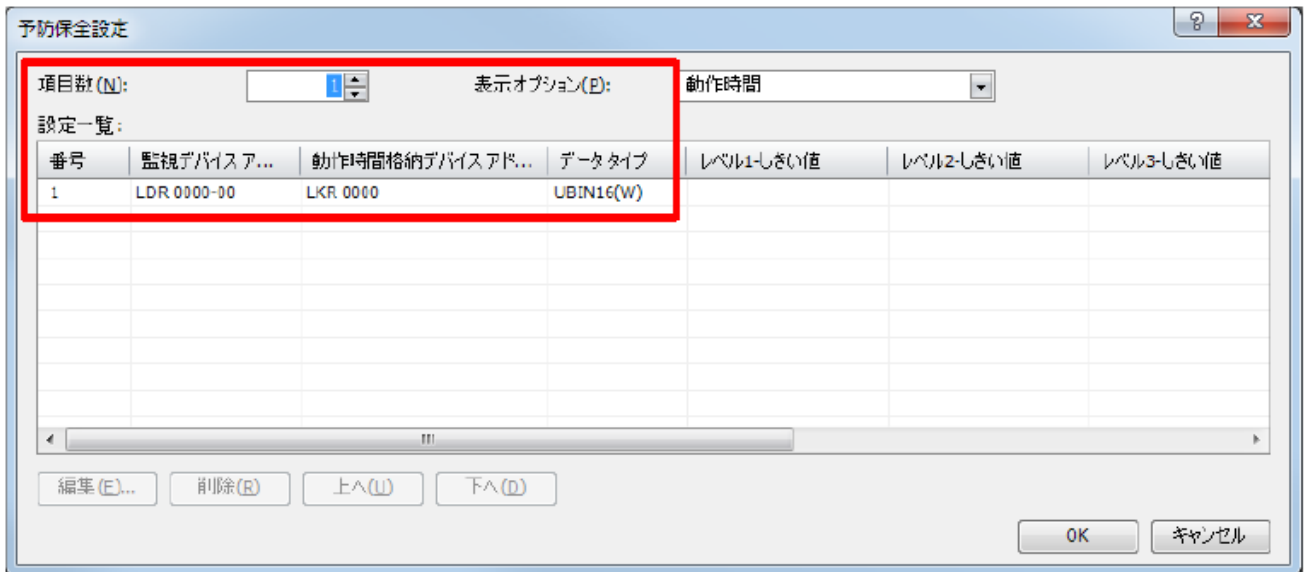 予防保全設定
項目数(N): 1 表示オプション(P): 動作時間
設定一覧:
番号 監視デバイス ア... 動作時間格納デバイス アド... データ タイプ レベル1-しきい値 レベル2-しきい値 レベル3-しきい値
1 LDR 0000-00 LKR 0000 UBIN16(W)
編集(E)... 削除(R) 上へ(U) 下へ(D)
OK キャンセル